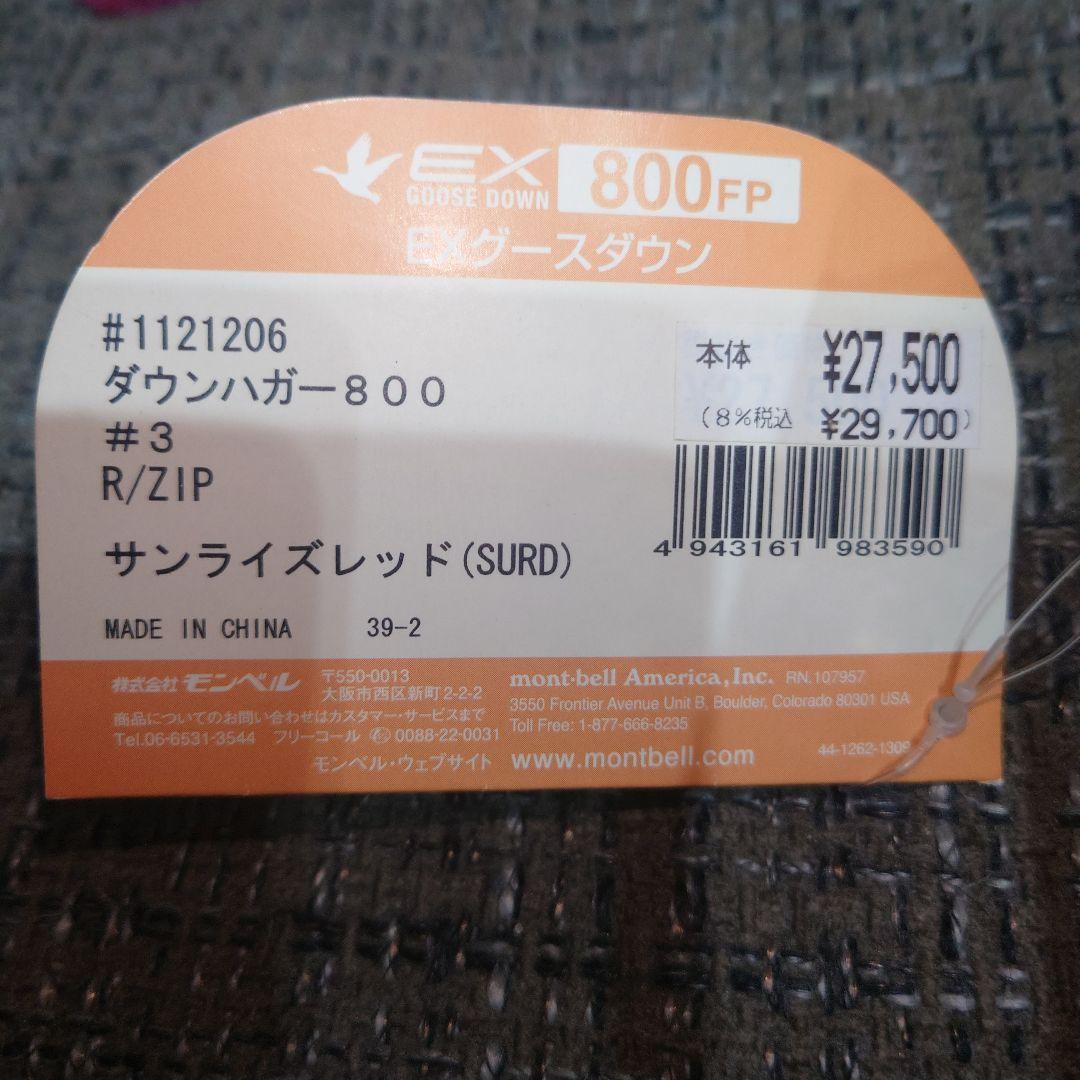 EX
GOOSE DOWN
800FP
EXグースダウン
#1121206
ダウンハガー800
#3
R/ZIP
サンライズレッド(SURD)
MADE IN CHINA 39-2
本体 ¥27,500
(8%税込 ¥29,700)
4 943161 983590
株式会社 モンベル
〒550-0013
大阪市西区新町2-2-2
商品についてのお問い合わせはカスタマー・サービスまで
Tel.06-6531-3544 フリーコール 0088-22-0031
mont-bell America, Inc. RN.107957
3550 Frontier Avenue Unit B, Boulder, Colorado 80301 USA
Toll Free: 1-877-666-8235
モンベル・ウェブサイト www.montbell.com
44-1262-1309